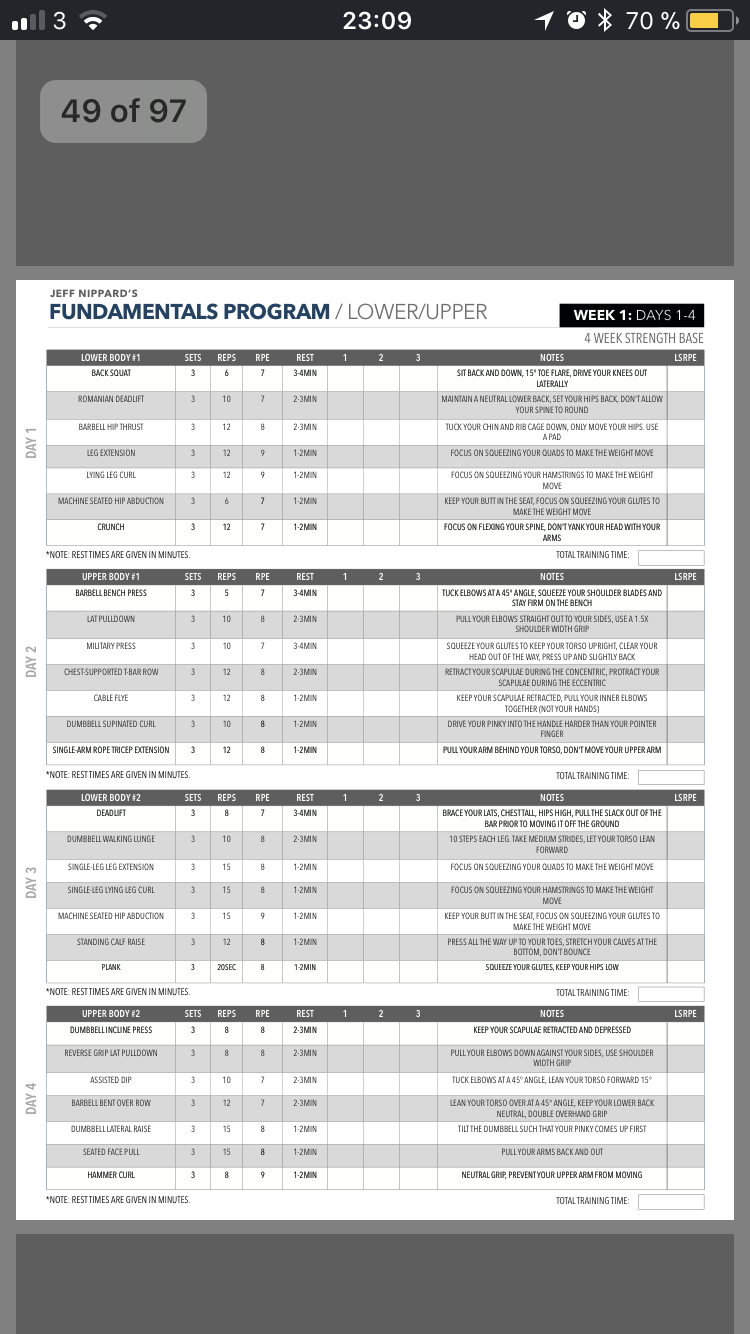 3 23:09 70 %
49 of 97
JEFF NIPPARD'S
FUNDAMENTALS PROGRAM / LOWER/UPPER
WEEK 1: DAYS 1-4
4 WEEK STRENGTH BASE
DAY 1
LOWER BODY #1 SETS REPS RPE REST 1 2 3 NOTES LSRPE
BACK SQUAT 3 6 7 3-4MIN SIT BACK AND DOWN, 15° TOE FLARE, DRIVE YOUR KNEES OUT
LATERALLY
ROMANIAN DEADLIFT 3 10 7 2-3MIN MAINTAIN A NEUTRAL LOWER BACK, SET YOUR HIPS BACK, DON'T ALLOW
YOUR SPINE TO ROUND
BARBELL HIP THRUST 3 12 8 2-3MIN TUCK YOUR CHIN AND RIB CAGE DOWN, ONLY MOVE YOUR HIPS. USE
A PAD
LEG EXTENSION 3 12 9 1-2MIN FOCUS ON SQUEEZING YOUR QUADS TO MAKE THE WEIGHT MOVE
LYING LEG CURL 3 12 9 1-2MIN FOCUS ON SQUEEZING YOUR HAMSTRINGS TO MAKE THE WEIGHT
MOVE
MACHINE SEATED HIP ABDUCTION 3 6 7 1-2MIN KEEP YOUR BUTT IN THE SEAT, FOCUS ON SQUEEZING YOUR GLUTES TO
MAKE THE WEIGHT MOVE
CRUNCH 3 12 7 1-2MIN FOCUS ON FLEXING YOUR SPINE, DON'T YANK YOUR HEAD WITH YOUR
ARMS
*NOTE: REST TIMES ARE GIVEN IN MINUTES. TOTAL TRAINING TIME:
DAY 2
UPPER BODY #1 SETS REPS RPE REST 1 2 3 NOTES LSRPE
BARBELL BENCH PRESS 3 5 7 3-4MIN TUCK ELBOWS AT A 45° ANGLE, SQUEEZE YOUR SHOULDER BLADES AND
STAY FIRM ON THE BENCH
LAT PULLDOWN 3 10 8 2-3MIN PULL YOUR ELBOWS STRAIGHT OUT TO YOUR SIDES, USE A 1.5X
SHOULDER WIDTH GRIP
MILITARY PRESS 3 10 7 3-4MIN SQUEEZE YOUR GLUTES TO KEEP YOUR TORSO UPRIGHT, CLEAR YOUR
HEAD OUT OF THE WAY, PRESS UP AND SLIGHTLY BACK
CHEST-SUPPORTED T-BAR ROW 3 12 8 2-3MIN RETRACT YOUR SCAPULAE DURING THE CONCENTRIC, PROTRACT YOUR
SCAPULAE DURING THE ECCENTRIC
CABLE FLYE 3 12 8 1-2MIN KEEP YOUR SCAPULAE RETRACTED, PULL YOUR INNER ELBOWS
TOGETHER (NOT YOUR HANDS)
DUMBBELL SUPINATED CURL 3 10 8 1-2MIN DRIVE YOUR PINKY INTO THE HANDLE HARDER THAN YOUR POINTER
FINGER
SINGLE-ARM ROPE TRICEP EXTENSION 3 12 8 1-2MIN PULL YOUR ARM BEHIND YOUR TORSO, DON'T MOVE YOUR UPPER ARM
*NOTE: REST TIMES ARE GIVEN IN MINUTES. TOTAL TRAINING TIME:
DAY 3
LOWER BODY #2 SETS REPS RPE REST 1 2 3 NOTES LSRPE
DEADLIFT 3 8 7 3-4MIN BRACE YOUR LATS, CHEST TALL, HIPS HIGH, PULL THE SLACK OUT OF THE
BAR PRIOR TO MOVING IT OFF THE GROUND
DUMBBELL WALKING LUNGE 3 10 8 2-3MIN 10 STEPS EACH LEG. TAKE MEDIUM STRIDES, LET YOUR TORSO LEAN
FORWARD
SINGLE-LEG LEG EXTENSION 3 15 8 1-2MIN FOCUS ON SQUEEZING YOUR QUADS TO MAKE THE WEIGHT MOVE
SINGLE-LEG LYING LEG CURL 3 15 8 1-2MIN FOCUS ON SQUEEZING YOUR HAMSTRINGS TO MAKE THE WEIGHT
MOVE
MACHINE SEATED HIP ABDUCTION 3 15 9 1-2MIN KEEP YOUR BUTT IN THE SEAT, FOCUS ON SQUEEZING YOUR GLUTES TO
MAKE THE WEIGHT MOVE
STANDING CALF RAISE 3 12 8 1-2MIN PRESS ALL THE WAY UP TO YOUR TOES, STRETCH YOUR CALVES AT THE
BOTTOM, DON'T BOUNCE
PLANK 3 20SEC 8 1-2MIN SQUEEZE YOUR GLUTES, KEEP YOUR HIPS LOW
*NOTE: REST TIMES ARE GIVEN IN MINUTES. TOTAL TRAINING TIME:
DAY 4
UPPER BODY #2 SETS REPS RPE REST 1 2 3 NOTES LSRPE
DUMBBELL INCLINE PRESS 3 8 8 2-3MIN KEEP YOUR SCAPULAE RETRACTED AND DEPRESSED
REVERSE GRIP LAT PULLDOWN 3 8 8 2-3MIN PULL YOUR ELBOWS DOWN AGAINST YOUR SIDES, USE SHOULDER
WIDTH GRIP
ASSISTED DIP 3 10 7 2-3MIN TUCK ELBOWS AT A 45° ANGLE, LEAN YOUR TORSO FORWARD 15°
BARBELL BENT OVER ROW 3 12 7 2-3MIN LEAN YOUR TORSO OVER AT A 45° ANGLE, KEEP YOUR LOWER BACK
NEUTRAL, DOUBLE OVERHAND GRIP
DUMBBELL LATERAL RAISE 3 15 8 1-2MIN TILT THE DUMBBELL SUCH THAT YOUR PINKY COMES UP FIRST
SEATED FACE PULL 3 15 8 1-2MIN PULL YOUR ARMS BACK AND OUT
HAMMER CURL 3 8 9 1-2MIN NEUTRAL GRIP, PREVENT YOUR UPPER ARM FROM MOVING
*NOTE: REST TIMES ARE GIVEN IN MINUTES. TOTAL TRAINING TIME: